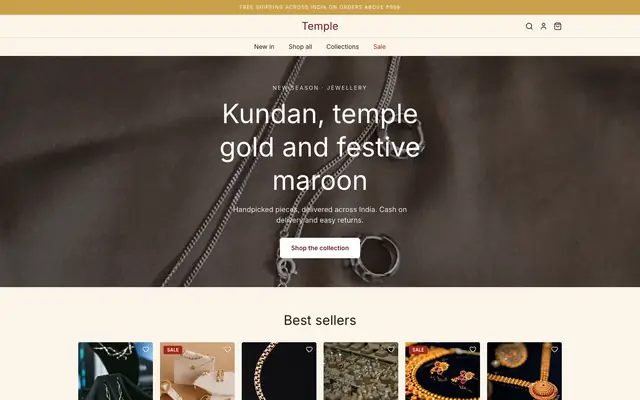 FREE SHIPPING ACROSS INDIA ON ORDERS ABOVE ₹999
Temple
New in
Shop all
Collections
Sale
NEW SEASON · JEWELLERY
Kundan, temple
gold and festive
maroon
Handpicked pieces, delivered across India. Cash on
delivery and easy returns.
Shop the collection
Best sellers
SALE
SALE